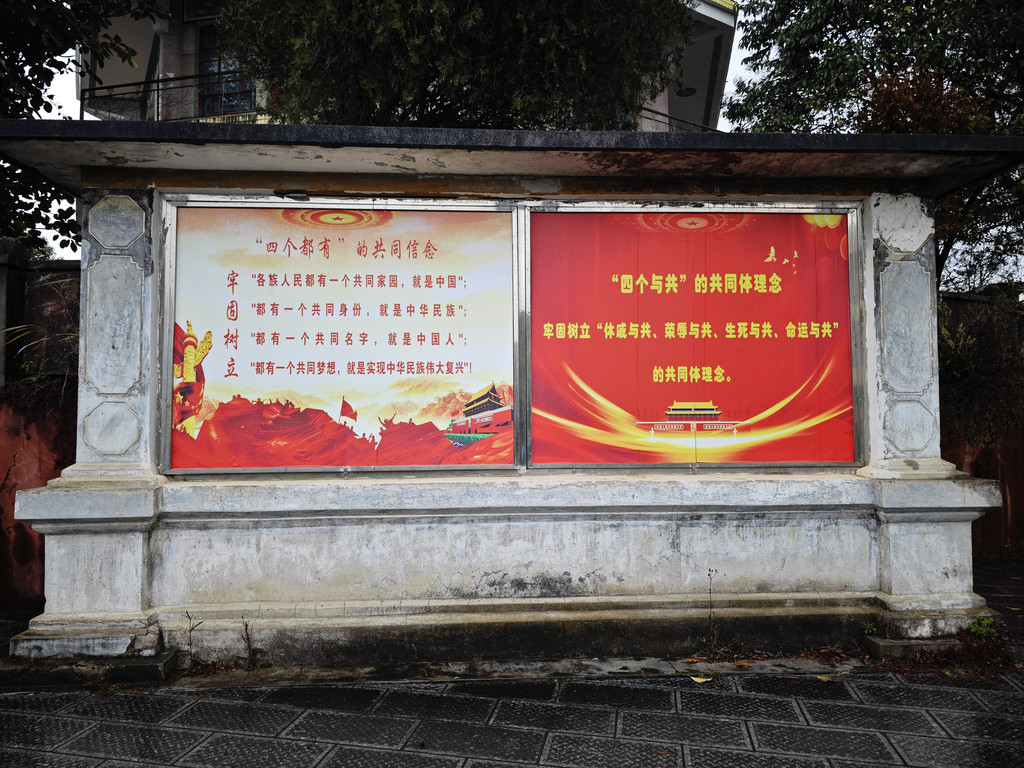 “四个都有”的共同信念
牢固树立
"各族人民都有一个共同家园，就是中国"；
"都有一个共同身份，就是中华民族"；
"都有一个共同名字，就是中国人"；
"都有一个共同梦想，就是实现中华民族伟大复兴"！
“四个与共”的共同体理念
牢固树立“休戚与共、荣辱与共、生死与共、命运与共”
的共同体理念。